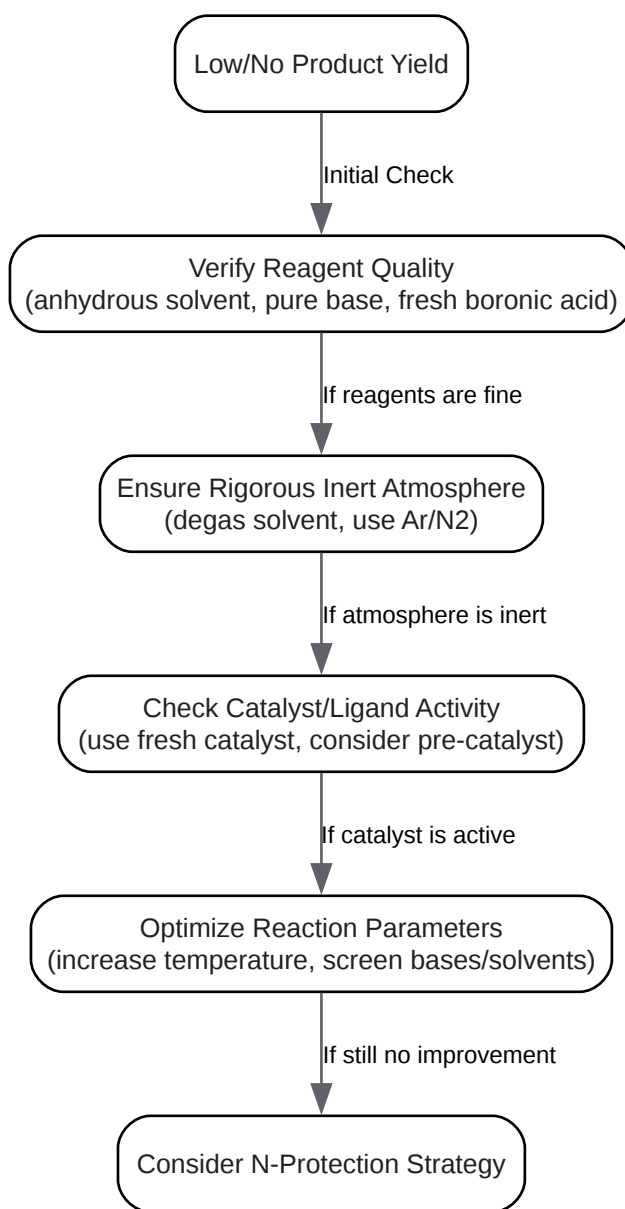 Low/No Product Yield
Initial Check
Verify Reagent Quality
(anhydrous solvent, pure base, fresh boronic acid)
If reagents are fine
Ensure Rigorous Inert Atmosphere
(degas solvent, use Ar/N2)
If atmosphere is inert
Check Catalyst/Ligand Activity
(use fresh catalyst, consider pre-catalyst)
If catalyst is active
Optimize Reaction Parameters
(increase temperature, screen bases/solvents)
If still no improvement
Consider N-Protection Strategy